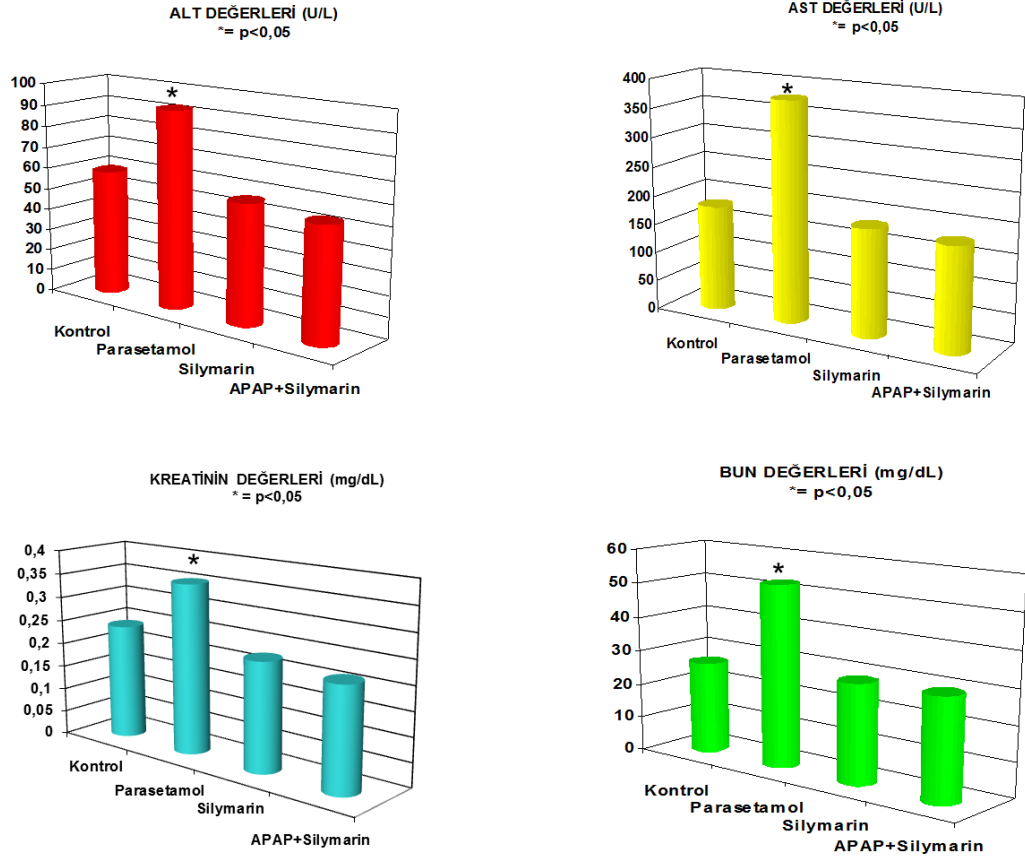 ALT DEĞERLERİ (U/L)
*= p<0,05
100
90
80
70
60
50
40
30
20
10
0
*
Kontrol
Parasetamol
Silymarin
APAP+Silymarin
AST DEĞERLERİ (U/L)
*= p<0,05
400
350
300
250
200
150
100
50
0
*
Kontrol
Parasetamol
Silymarin
APAP+Silymarin
KREATİNİN DEĞERLERİ (mg/dL)
* = p<0,05
0,4
0,35
0,3
0,25
0,2
0,15
0,1
0,05
0
*
Kontrol
Parasetamol
Silymarin
APAP+Silymarin
BUN DEĞERLERİ (mg/dL)
*= p<0,05
60
50
40
30
20
10
0
*
Kontrol
Parasetamol
Silymarin
APAP+Silymarin